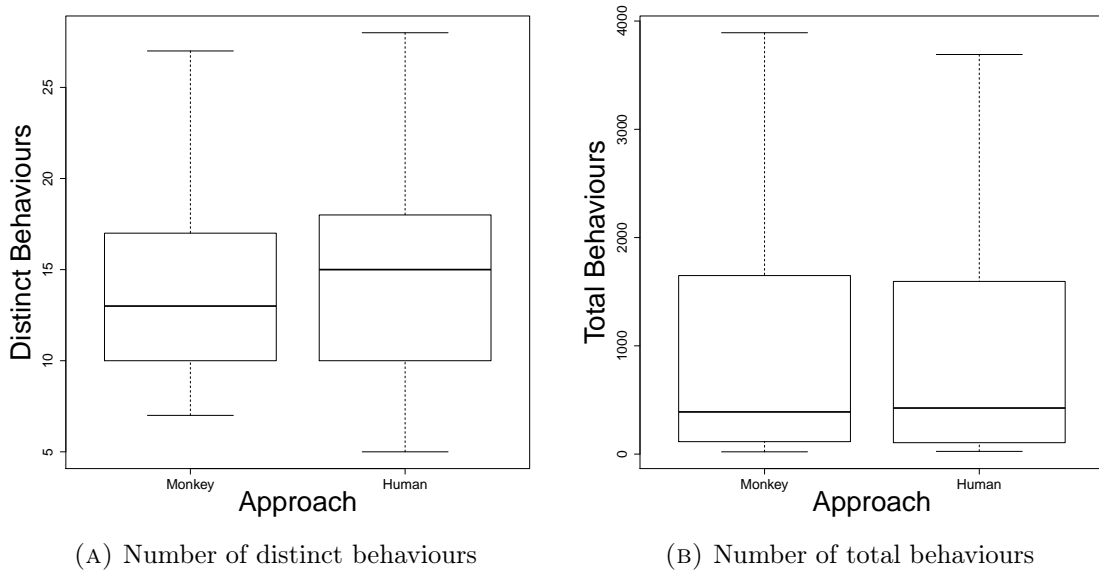 Distinct Behaviours
25
20
15
10
5
Monkey
Human
Approach
(A) Number of distinct behaviours
Total Behaviours
4000
3000
2000
1000
0
Monkey
Human
Approach
(B) Number of total behaviours